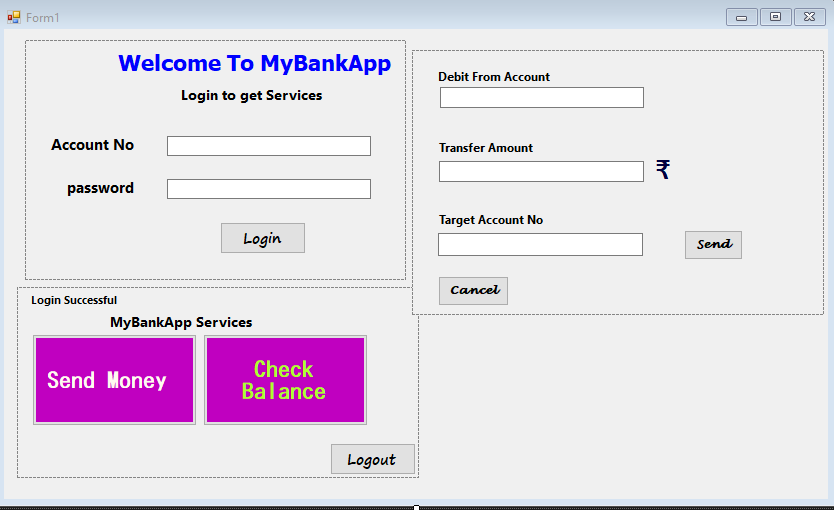 Form1
Welcome To MyBankApp
Login to get Services
Account No
password
Login
Login Successful
MyBankApp Services
Send Money
Check
Balance
Logout
Debit From Account
Transfer Amount
₹
Target Account No
Send
Cancel